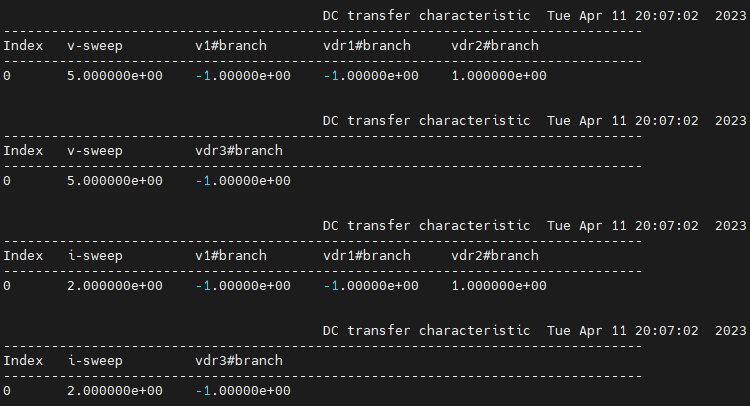 DC transfer characteristic  Tue Apr 11 20:07:02  2023
--------------------------------------------------------------------------------
Index   v-sweep         v1#branch       vdr1#branch     vdr2#branch
--------------------------------------------------------------------------------
0       5.000000e+00    -1.00000e+00    -1.00000e+00    1.000000e+00
DC transfer characteristic  Tue Apr 11 20:07:02  2023
--------------------------------------------------------------------------------
Index   v-sweep         vdr3#branch
--------------------------------------------------------------------------------
0       5.000000e+00    -1.00000e+00
DC transfer characteristic  Tue Apr 11 20:07:02  2023
--------------------------------------------------------------------------------
Index   i-sweep         v1#branch       vdr1#branch     vdr2#branch
--------------------------------------------------------------------------------
0       2.000000e+00    -1.00000e+00    -1.00000e+00    1.000000e+00
DC transfer characteristic  Tue Apr 11 20:07:02  2023
--------------------------------------------------------------------------------
Index   i-sweep         vdr3#branch
--------------------------------------------------------------------------------
0       2.000000e+00    -1.00000e+00